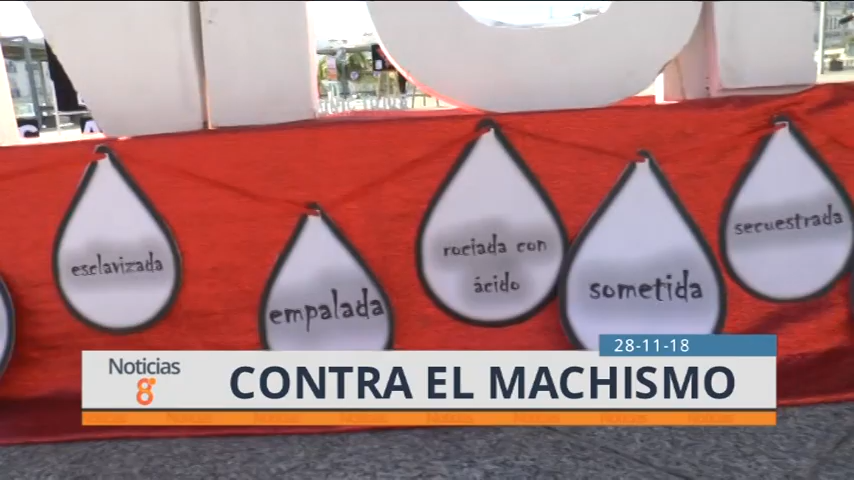 esclavizada
empalada
rociada con
ácido
sometida
secuestrada
28-11-18
Noticias
8
CONTRA EL MACHISMO